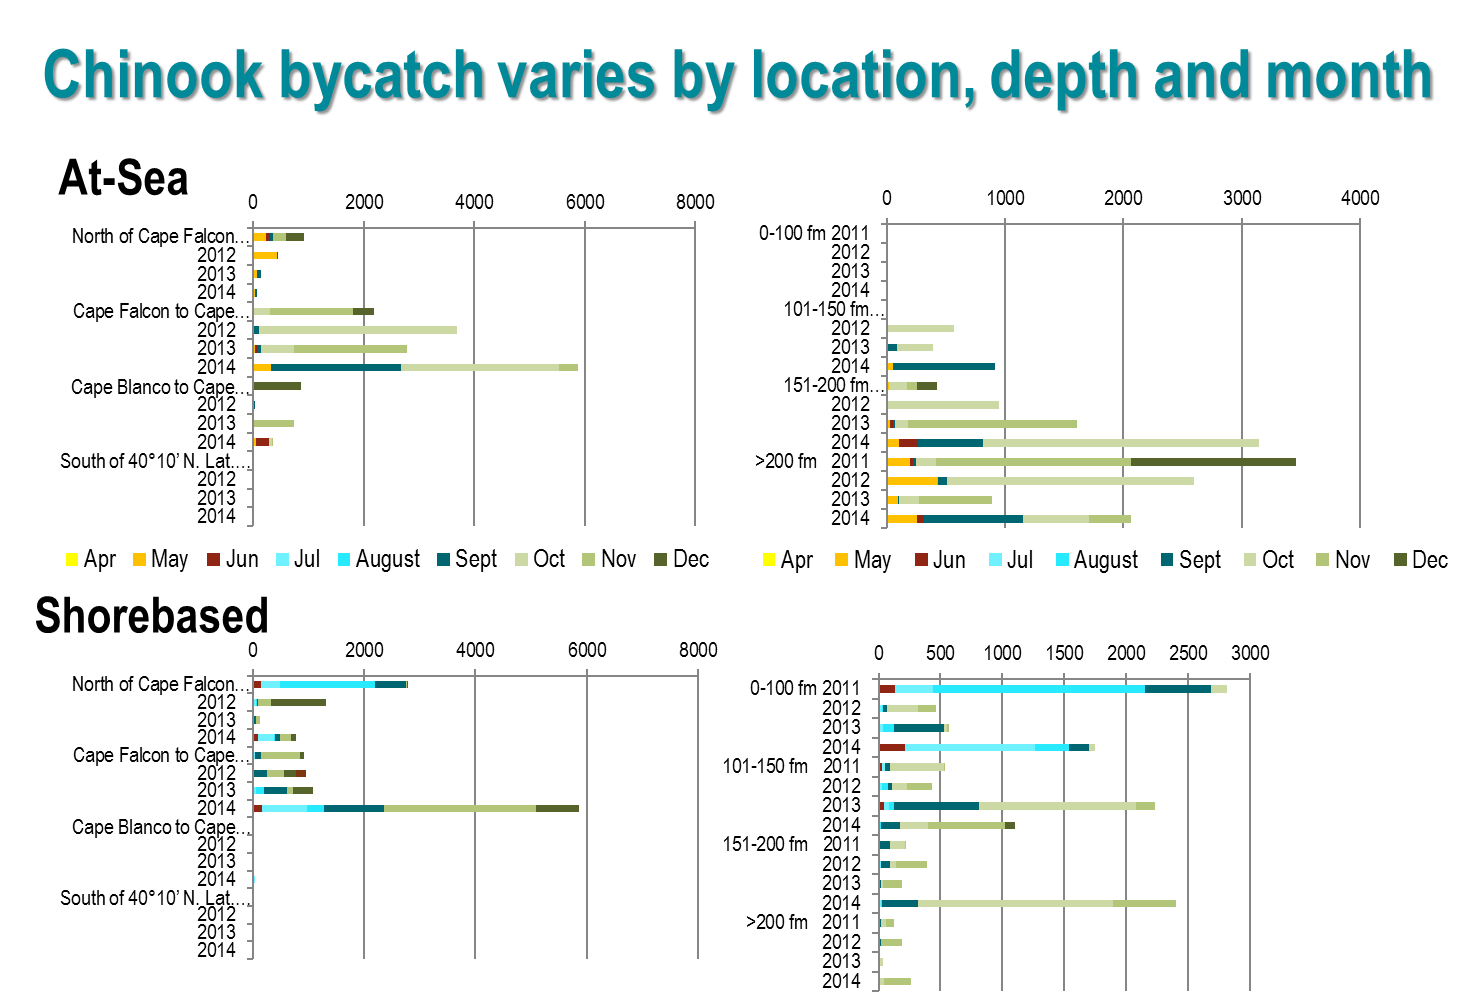 Chinook bycatch varies by location, depth and month
At-Sea
0 2000 4000 6000 8000
North of Cape Falcon…
2012
2013
2014
Cape Falcon to Cape…
2012
2013
2014
Cape Blanco to Cape…
2012
2013
2014
South of 40°10’ N. Lat.…
2012
2013
2014
Apr May Jun Jul August Sept Oct Nov Dec
0 1000 2000 3000 4000
0-100 fm 2011
2012
2013
2014
101-150 fm…
2012
2013
2014
151-200 fm…
2012
2013
2014
>200 fm 2011
2012
2013
2014
Apr May Jun Jul August Sept Oct Nov Dec
Shorebased
0 2000 4000 6000 8000
North of Cape Falcon…
2012
2013
2014
Cape Falcon to Cape…
2012
2013
2014
Cape Blanco to Cape…
2012
2013
2014
South of 40°10’ N. Lat.…
2012
2013
2014
0 500 1000 1500 2000 2500 3000
0-100 fm 2011
2012
2013
2014
101-150 fm 2011
2012
2013
2014
151-200 fm 2011
2012
2013
2014
>200 fm 2011
2012
2013
2014